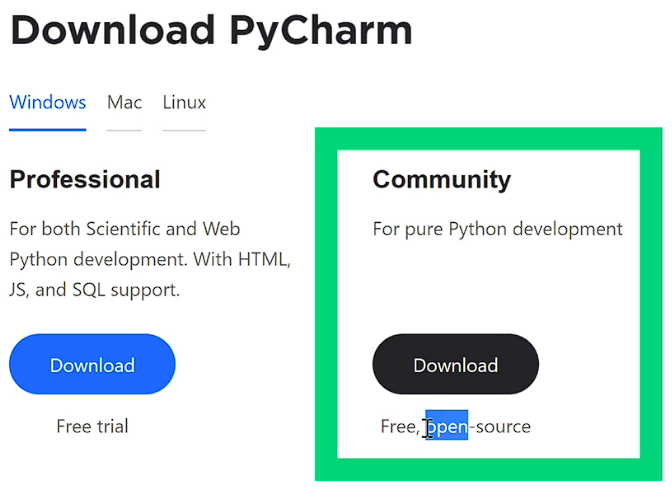 Download PyCharm
Windows Mac Linux
Professional
For both Scientific and Web
Python development. With HTML,
JS, and SQL support.
Download
Free trial
Community
For pure Python development
Download
Free, open-source